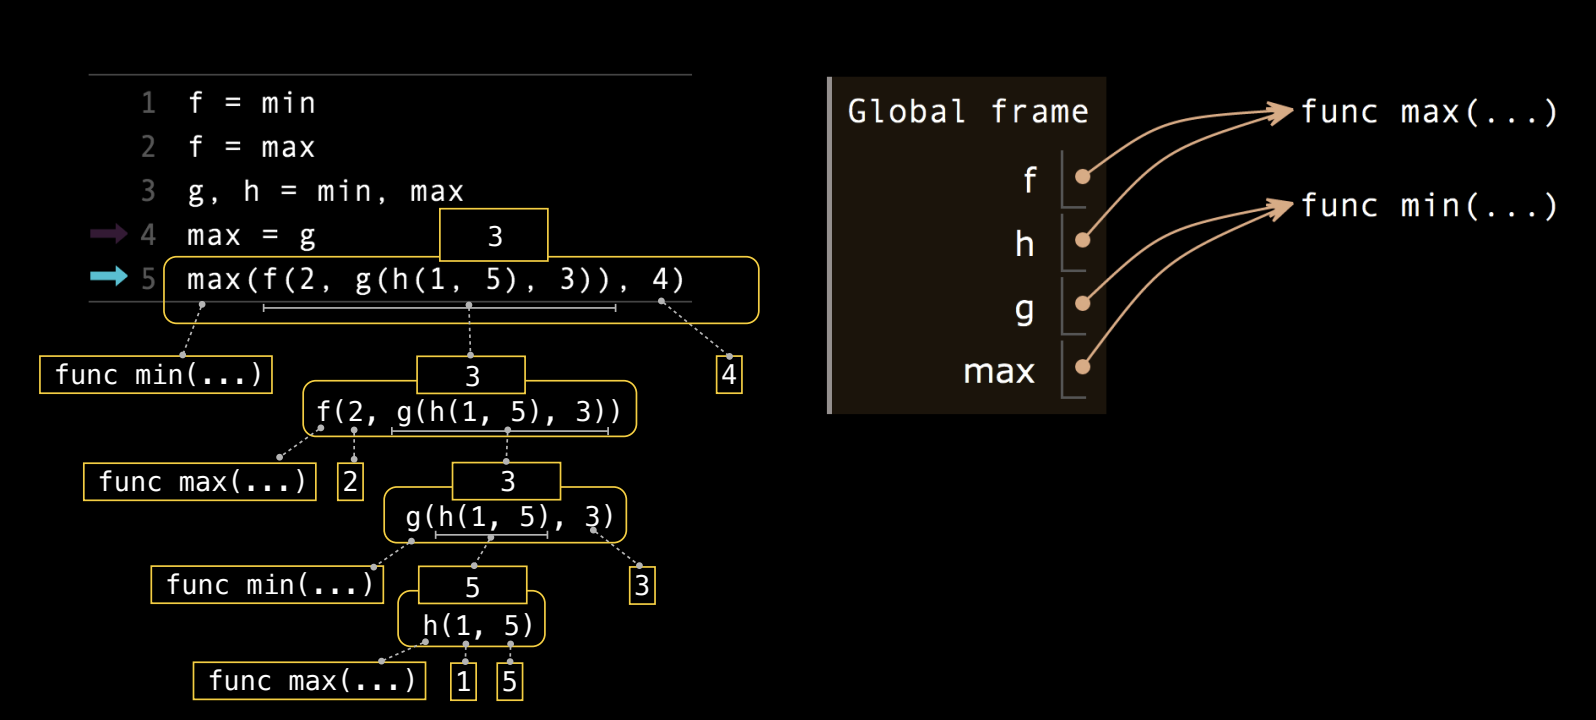 1 f = min
2 f = max
3 g, h = min, max
4 max = g
3
5 max(f(2, g(h(1, 5), 3)), 4)
func min(...)
3
4
f(2, g(h(1, 5), 3))
func max(...)
2
3
g(h(1, 5), 3)
func min(...)
5
3
h(1, 5)
func max(...)
1
5
Global frame
f
h
g
max
func max(...)
func min(...)